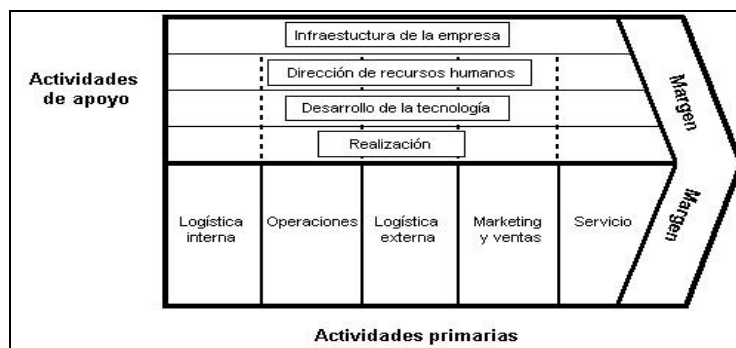 Infraestuctura de la empresa
Actividades
de apoyo
Dirección de recursos humanos
Desarrollo de la tecnología
Realización
Margen
Margen
Logística
interna
Operaciones
Logística
externa
Marketing
y ventas
Servicio
Actividades primarias